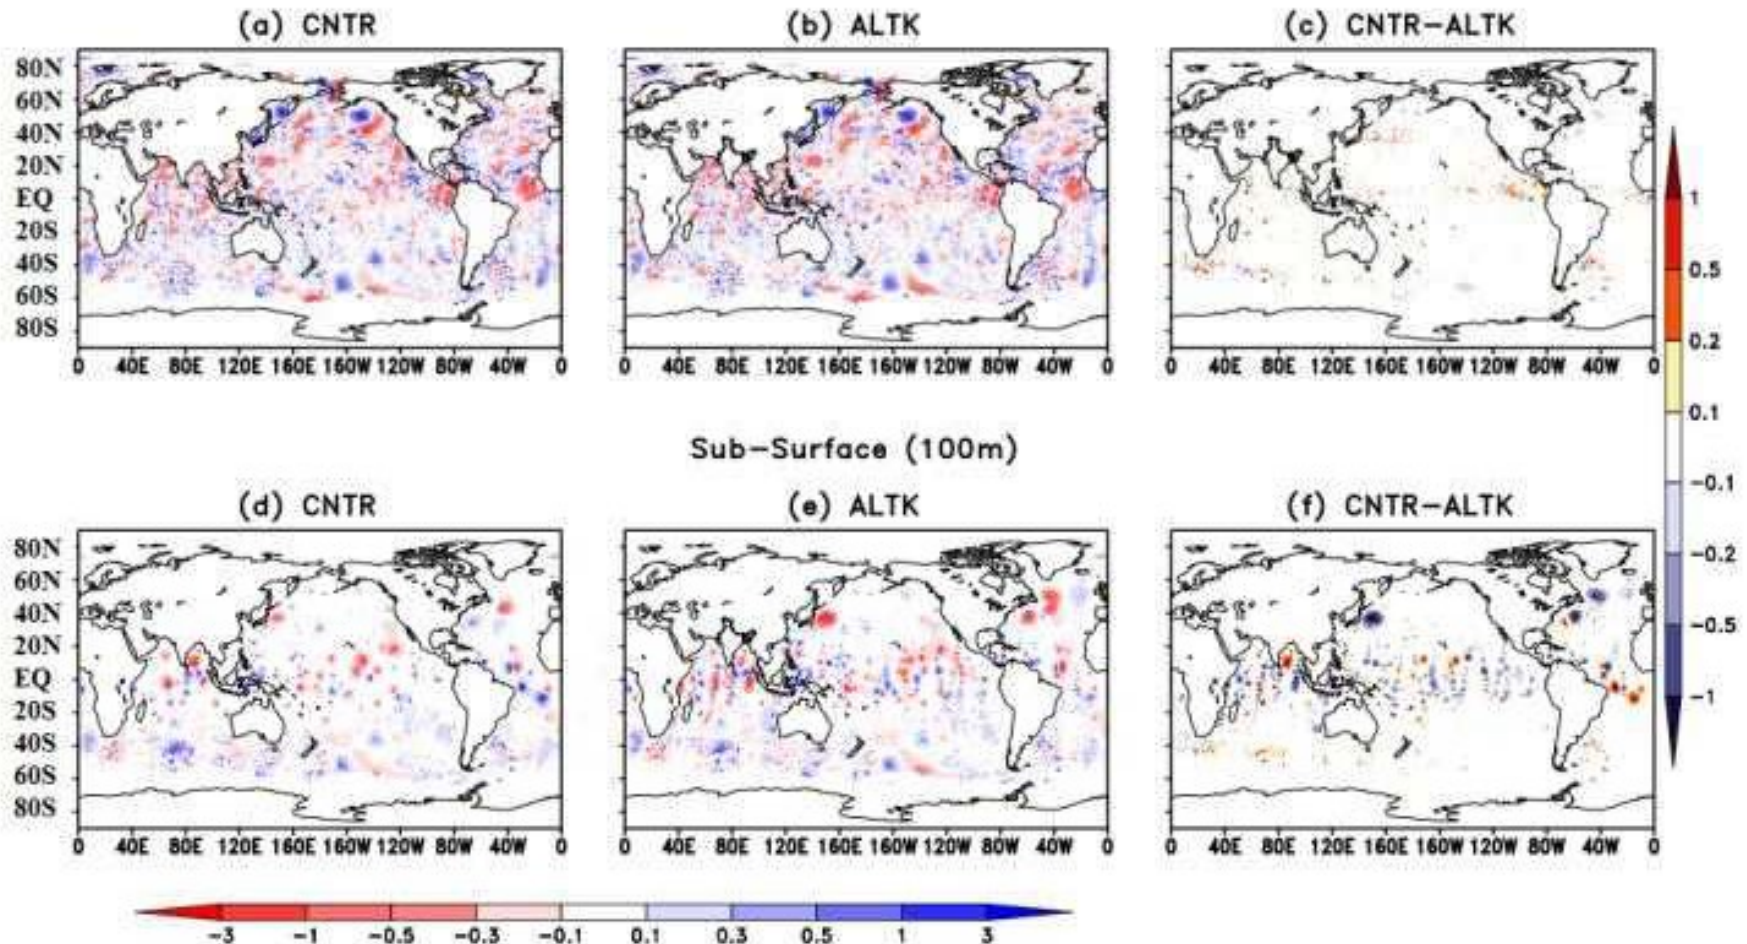 (a) CNTR (b) ALTK (c) CNTR−ALTK
80N
60N
40N
20N
EQ
20S
40S
60S
80S
0 40E 80E 120E 160E 160W 120W 80W 40W 0
0 40E 80E 120E 160E 160W 120W 80W 40W 0
0 40E 80E 120E 160E 160W 120W 80W 40W 0
1
0.5
0.2
0.1
−0.1
−0.2
−0.5
−1
Sub−Surface (100m)
(d) CNTR (e) ALTK (f) CNTR−ALTK
80N
60N
40N
20N
EQ
20S
40S
60S
80S
0 40E 80E 120E 160E 160W 120W 80W 40W 0
0 40E 80E 120E 160E 160W 120W 80W 40W 0
0 40E 80E 120E 160E 160W 120W 80W 40W 0
−3 −1 −0.5 −0.3 −0.1 0.1 0.3 0.5 1 3